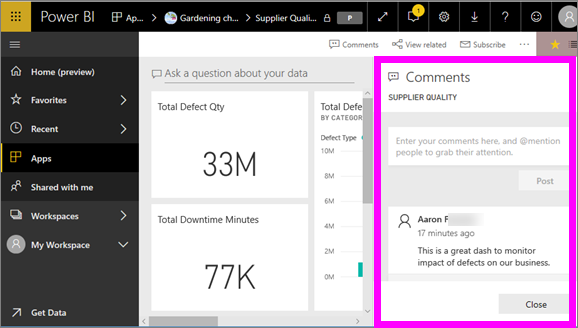 Power BI
Ap...
Gardening ch...
Supplier Quali...
P
1
?
Comments
View related
Subscribe
...
Home (preview)
Favorites
Recent
Apps
Shared with me
Workspaces
My Workspace
Get Data
Ask a question about your data
Total Defect Qty
33M
Total Downtime Minutes
77K
Total Defe
BY CATEGOR
Defect Type
10M
8M
6M
4M
2M
0M
Comments
SUPPLIER QUALITY
Enter your comments here, and @mention
people to grab their attention.
Post
Aaron F
17 minutes ago
This is a great dash to monitor
impact of defects on our business.
Close